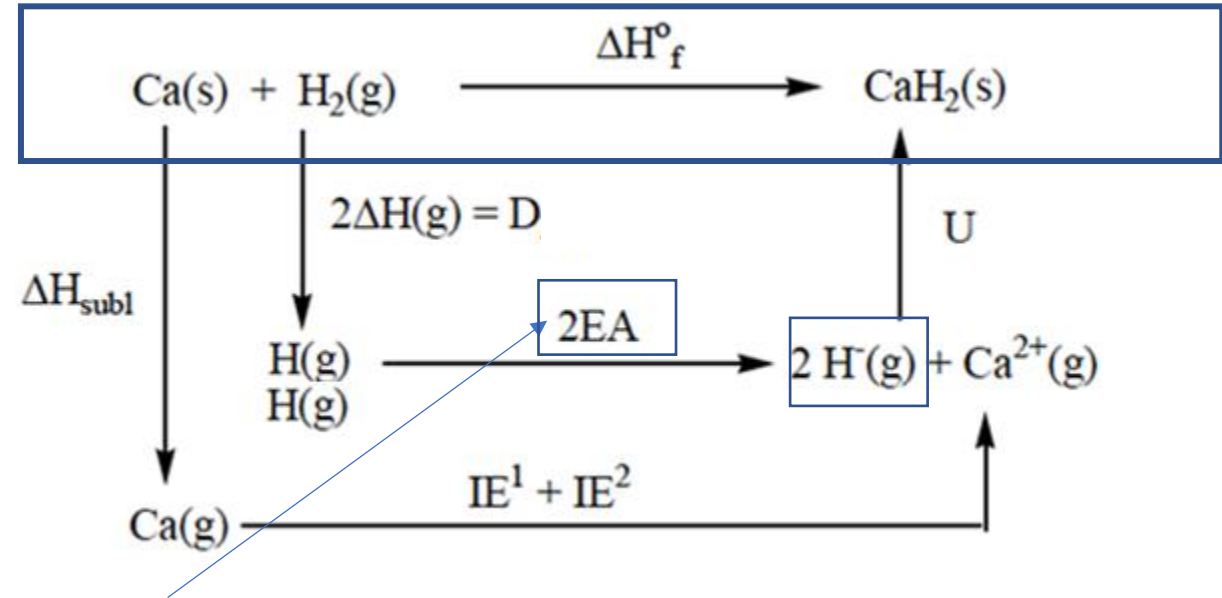 ΔH°f
Ca(s) + H₂(g) CaH₂(s)
2ΔH(g) = D
U
ΔHsubl
2EA
H(g) 2 H⁻(g) + Ca²⁺(g)
H(g)
IE¹ + IE²
Ca(g)